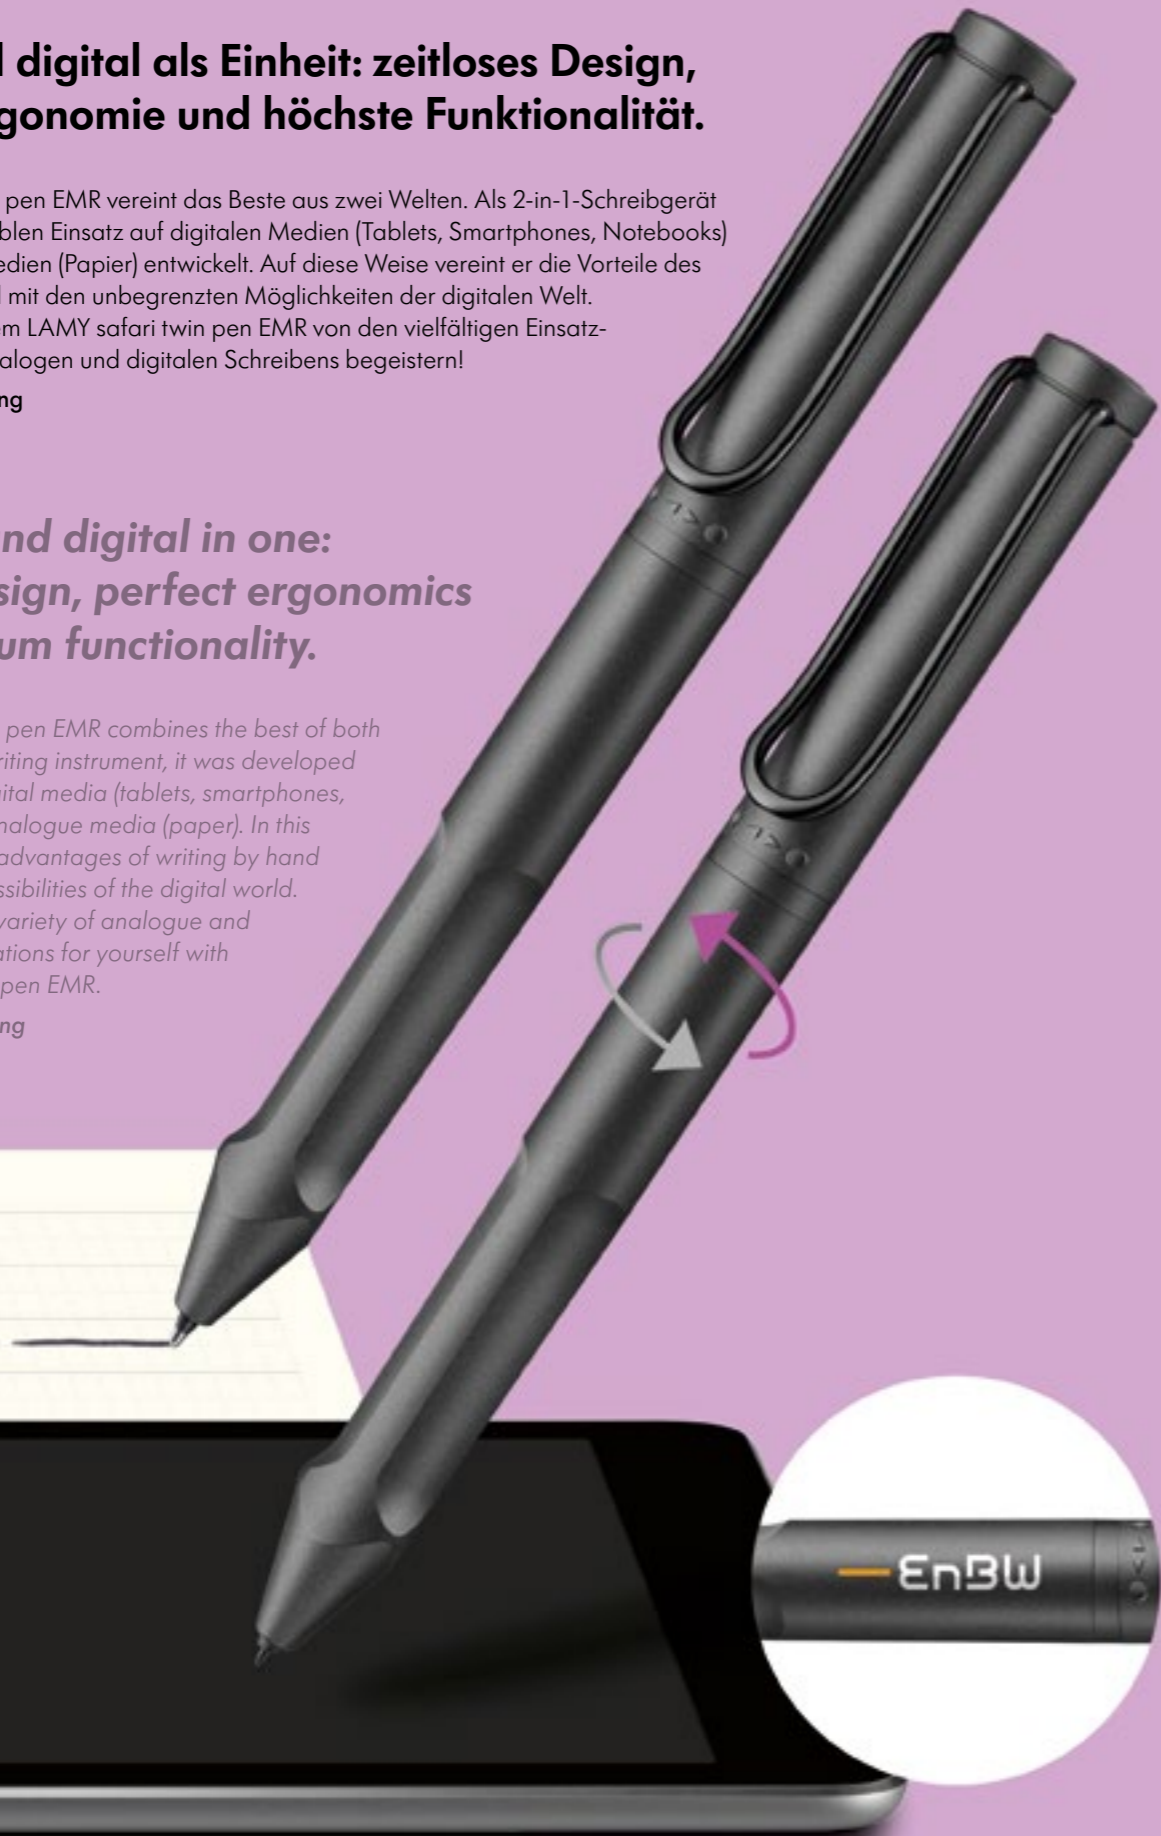 l digital als Einheit: zeitloses Design,
gonomie und höchste Funktionalität.
pen EMR vereint das Beste aus zwei Welten. Als 2-in-1-Schreibgerät
blen Einsatz auf digitalen Medien (Tablets, Smartphones, Notebooks)
edien (Papier) entwickelt. Auf diese Weise vereint er die Vorteile des
l mit den unbegrenzten Möglichkeiten der digitalen Welt.
em LAMY safari twin pen EMR von den vielfältigen Einsatz-
alogen und digitalen Schreibens begeistern!
ng
nd digital in one:
sign, perfect ergonomics
um functionality.
pen EMR combines the best of both
riting instrument, it was developed
ital media (tablets, smartphones,
nalogue media (paper). In this
advantages of writing by hand
ssibilities of the digital world.
variety of analogue and
ations for yourself with
pen EMR.
ng
EnBW